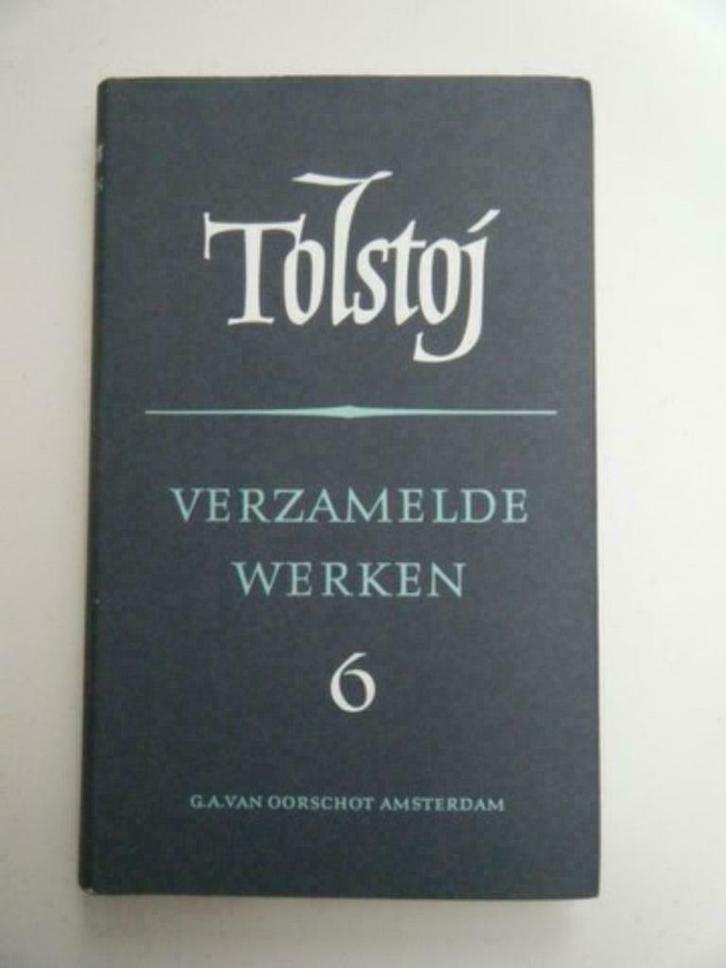 Tolstoj
VERZAMELDE
WERKEN
6
G.A. VAN OORSCHOT AMSTERDAM